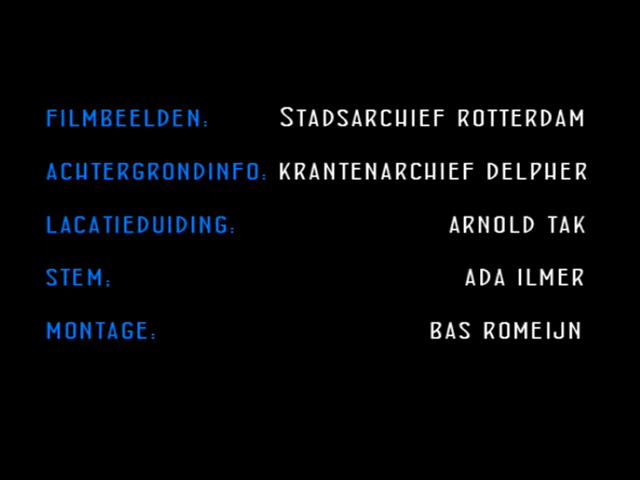 FILMBEELDEN: STADSARCHIEF ROTTERDAM
ACHTERGRONDINFO: KRANTENARCHIEF DELPHER
LACATIEDUIDING: ARNOLD TAK
STEM; ADA ILMER
MONTAGE: BAS ROMEIJN